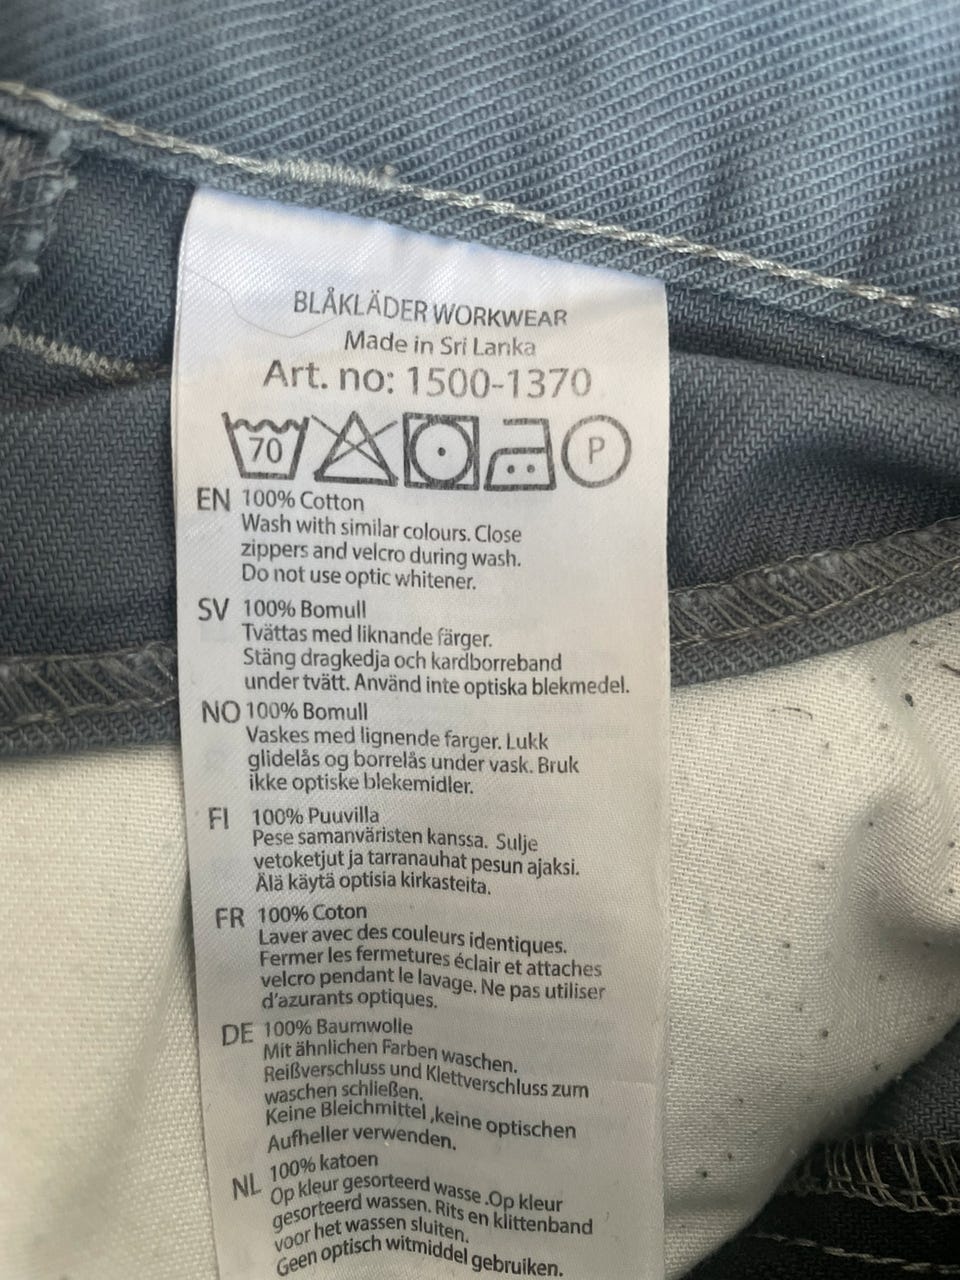 BLÅKLÄDER WORKWEAR
Made in Sri Lanka
Art. no: 1500-1370
70 P
EN 100% Cotton
Wash with similar colours. Close
zippers and velcro during wash.
Do not use optic whitener.
SV 100% Bomull
Tvättas med liknande färger.
Stäng dragkedja och kardborreband
under tvätt. Använd inte optiska blekmedel.
NO 100% Bomull
Vaskes med lignende farger. Lukk
glidelås og borrelås under vask. Bruk
ikke optiske blekemidler.
FI 100% Puuvilla
Pese samanväristen kanssa. Sulje
vetoketjut ja tarranauhat pesun ajaksi.
Älä käytä optisia kirkasteita.
FR 100% Coton
Laver avec des couleurs identiques.
Fermer les fermetures éclair et attaches
velcro pendant le lavage. Ne pas utiliser
d'azurants optiques.
DE 100% Baumwolle
Mit ähnlichen Farben waschen.
Reißverschluss und Klettverschluss zum
waschen schließen.
Keine Bleichmittel ,keine optischen
Aufheller verwenden.
NL 100% katoen
Op kleur gesorteerd wasse .Op kleur
gesorteerd wassen. Rits en klittenband
voor het wassen sluiten.
Geen optisch witmiddel gebruiken.